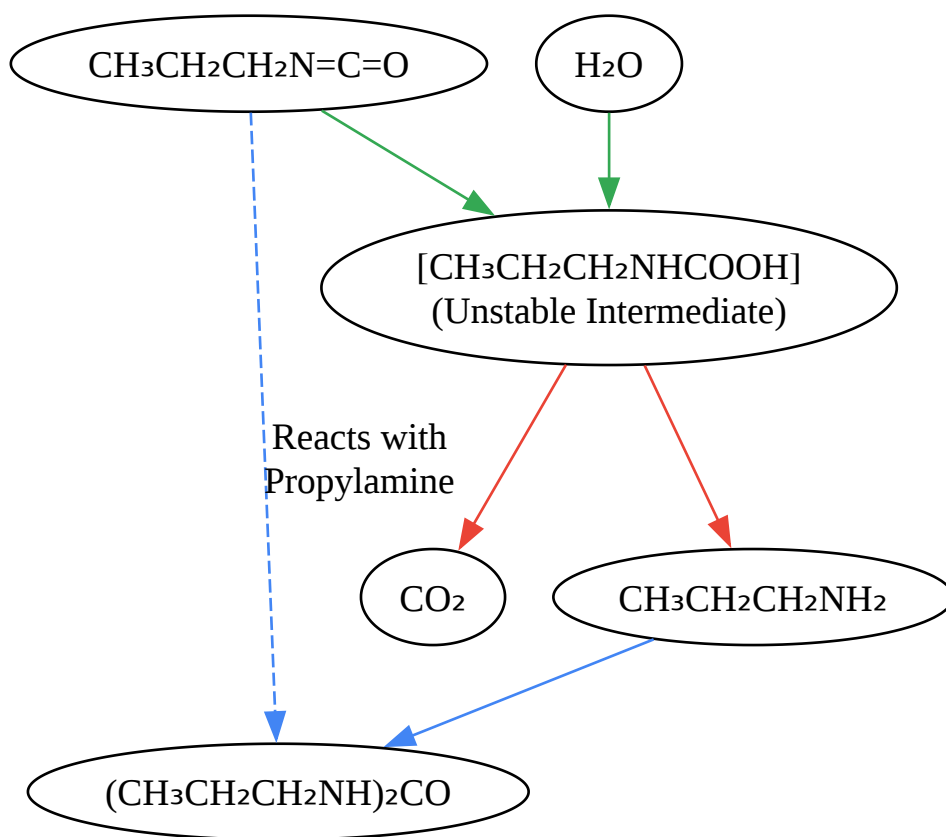 CH₃CH₂CH₂N=C=O
H₂O
[CH₃CH₂CH₂NHCOOH]
(Unstable Intermediate)
Reacts with
Propylamine
CO₂
CH₃CH₂CH₂NH₂
(CH₃CH₂CH₂NH)₂CO